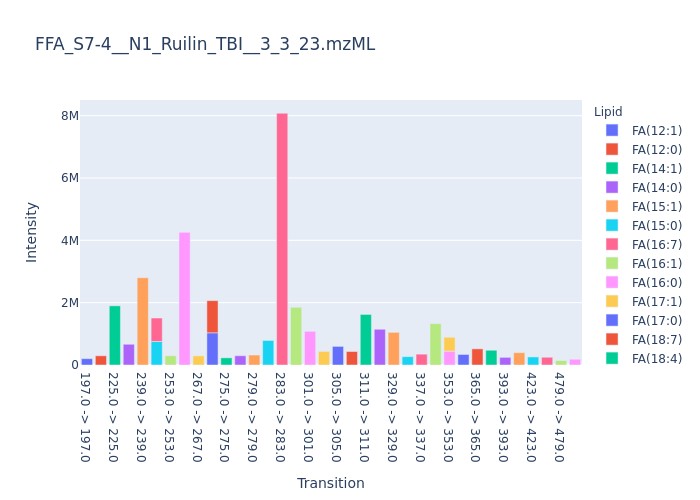 FFA_S7-4__N1_Ruilin_TBI__3_3_23.mzML
Lipid
FA(12:1)
FA(12:0)
FA(14:1)
FA(14:0)
FA(15:1)
FA(15:0)
FA(16:7)
FA(16:1)
FA(16:0)
FA(17:1)
FA(17:0)
FA(18:7)
FA(18:4)
Intensity
8M
6M
4M
2M
0
197.0 -> 197.0
225.0 -> 225.0
239.0 -> 239.0
253.0 -> 253.0
267.0 -> 267.0
275.0 -> 275.0
279.0 -> 279.0
283.0 -> 283.0
301.0 -> 301.0
305.0 -> 305.0
311.0 -> 311.0
329.0 -> 329.0
337.0 -> 337.0
353.0 -> 353.0
365.0 -> 365.0
393.0 -> 393.0
423.0 -> 423.0
479.0 -> 479.0
Transition